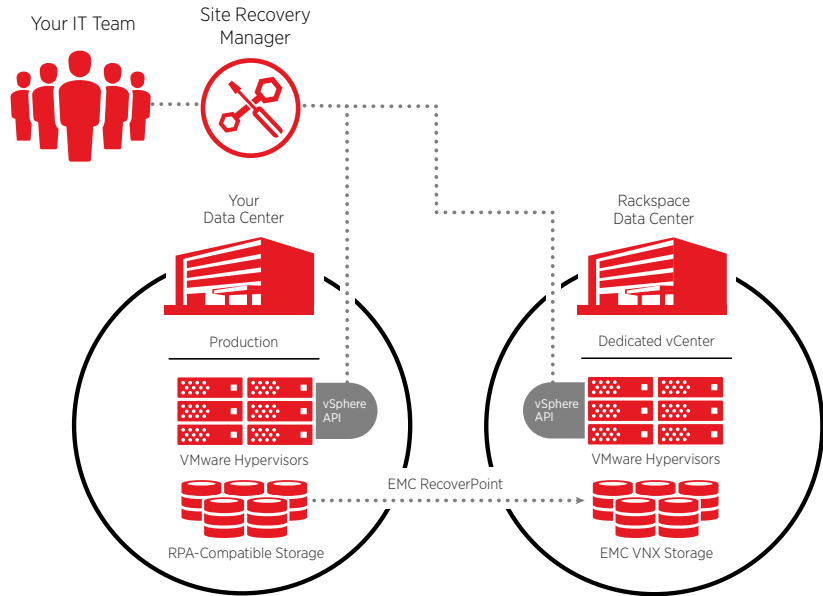 Your IT Team
Site Recovery
Manager
Your
Data Center
Rackspace
Data Center
Production
Dedicated vCenter
vSphere
API
vSphere
API
VMware Hypervisors
VMware Hypervisors
EMC RecoverPoint
RPA-Compatible Storage
EMC VNX Storage